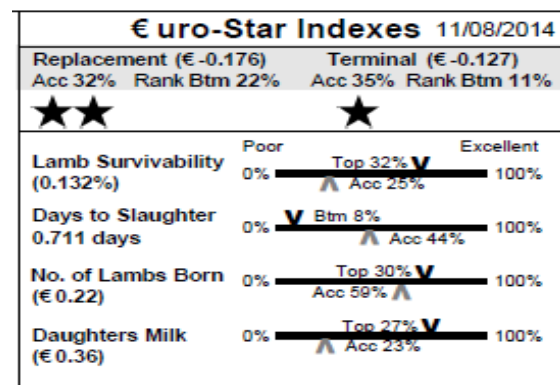 €uro-Star Indexes 11/08/2014
Replacement (€-0.176) Terminal (€-0.127)
Acc 32% Rank Btm 22% Acc 35% Rank Btm 11%
Poor Excellent
Lamb Survivability 0% Top 32% 100%
(0.132%) Acc 25%
Days to Slaughter 0% Btm 8% 100%
0.711 days Acc 44%
No. of Lambs Born 0% Top 30% 100%
(€0.22) Acc 59%
Daughters Milk 0% Top 27% 100%
(€0.36) Acc 23%